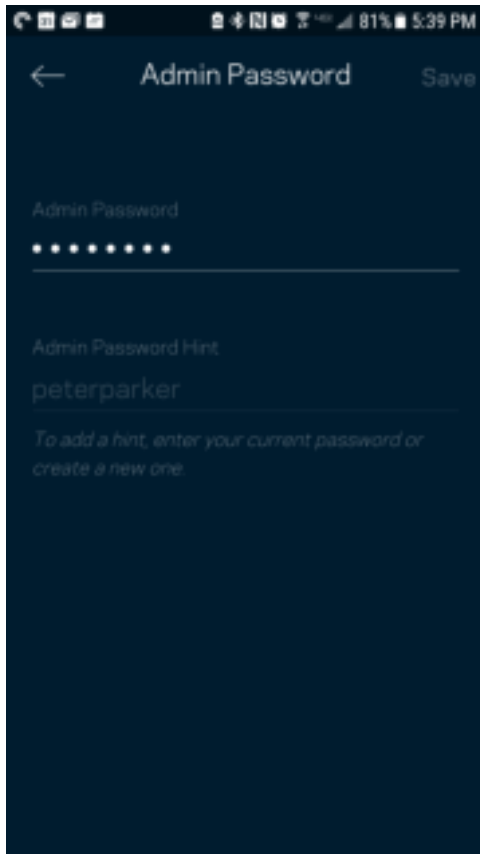 81% 5:39 PM
Admin Password Save
Admin Password
••••••••
Admin Password Hint
peterparker
To add a hint, enter your current password or
create a new one.